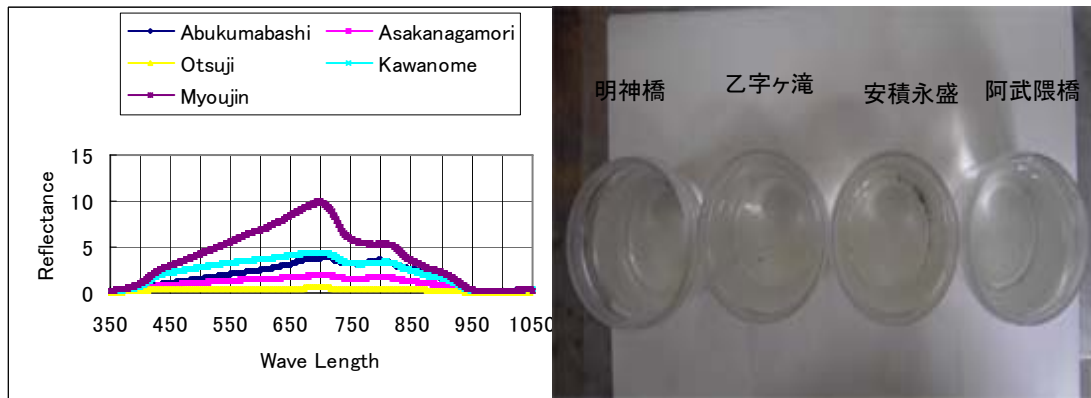 Abukumabashi Asakanagamori
Otsuji Kawanome
Myoujin
15
10
5
0
Reflectance
350 450 550 650 750 850 950 1050
Wave Length
明神橋 乙字ヶ滝 安積永盛 阿武隈橋